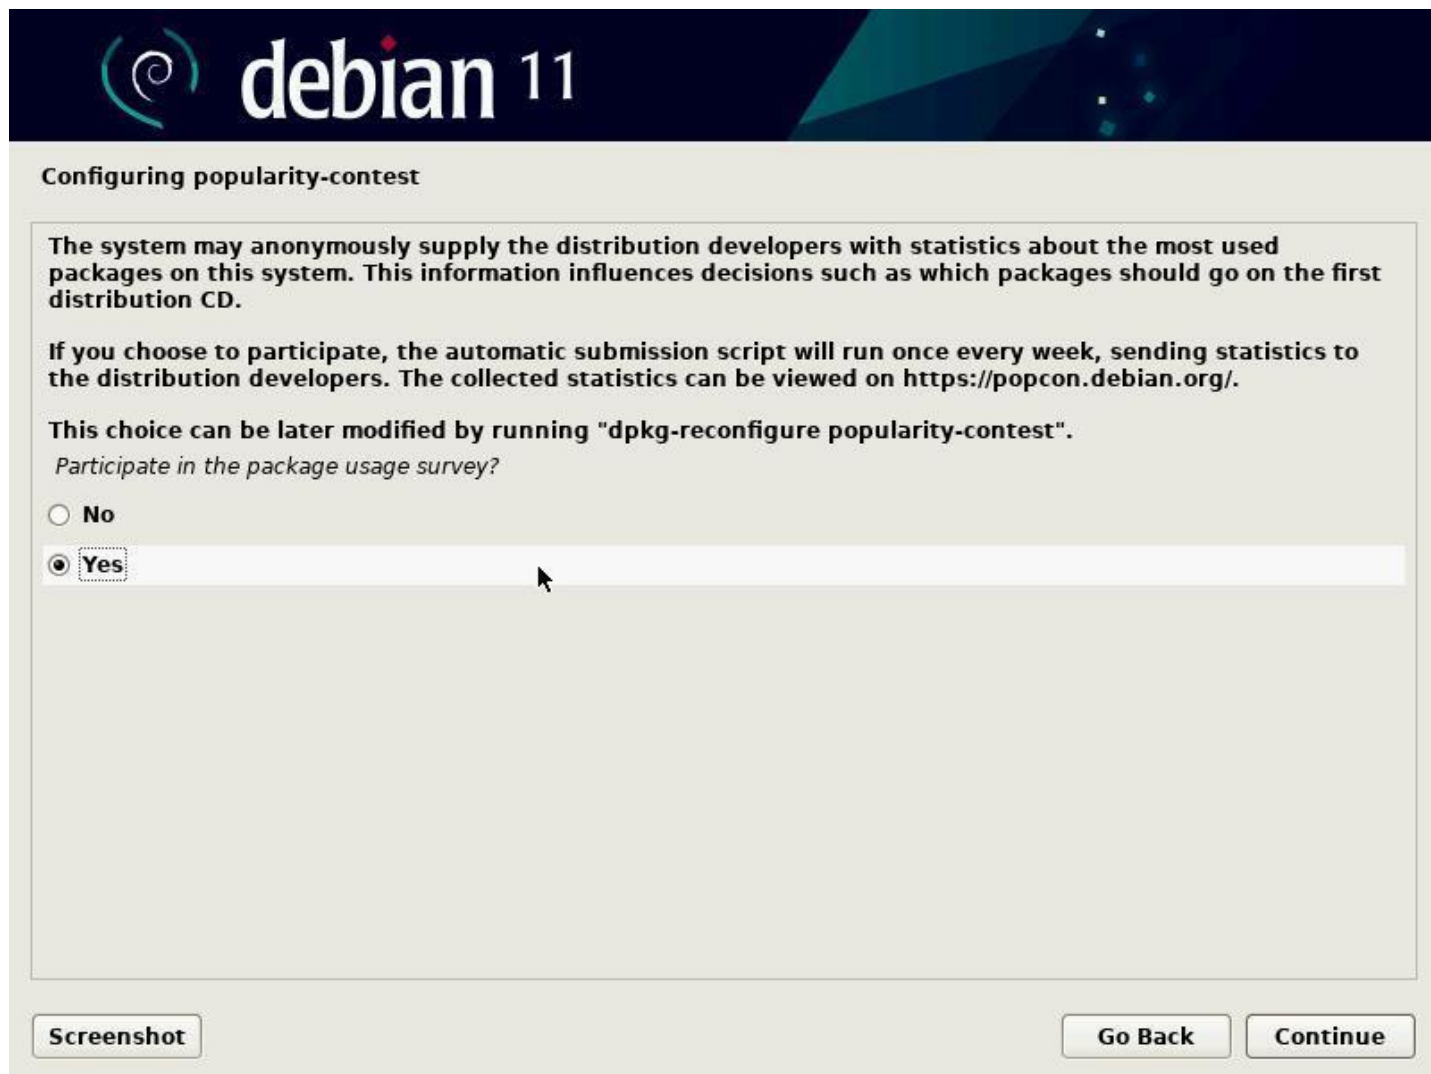 debian 11
Configuring popularity-contest
The system may anonymously supply the distribution developers with statistics about the most used
packages on this system. This information influences decisions such as which packages should go on the first
distribution CD.
If you choose to participate, the automatic submission script will run once every week, sending statistics to
the distribution developers. The collected statistics can be viewed on https://popcon.debian.org/.
This choice can be later modified by running "dpkg-reconfigure popularity-contest".
Participate in the package usage survey?
No
Yes
Screenshot
Go Back
Continue